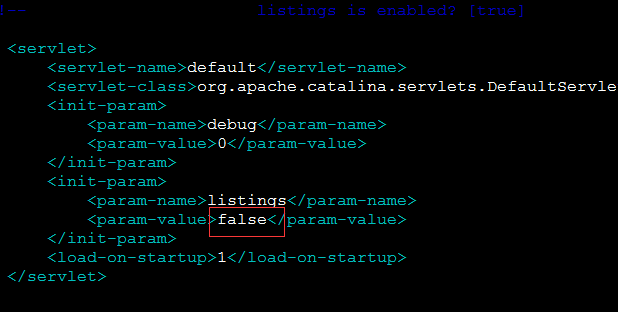 !-- listings is enabled? [true]
<servlet>
<servlet-name>default</servlet-name>
<servlet-class>org.apache.catalina.servlets.DefaultServle
<init-param>
<param-name>debug</param-name>
<param-value>0</param-value>
</init-param>
<init-param>
<param-name>listings</param-name>
<param-value>false</param-value>
</init-param>
<load-on-startup>1</load-on-startup>
</servlet>